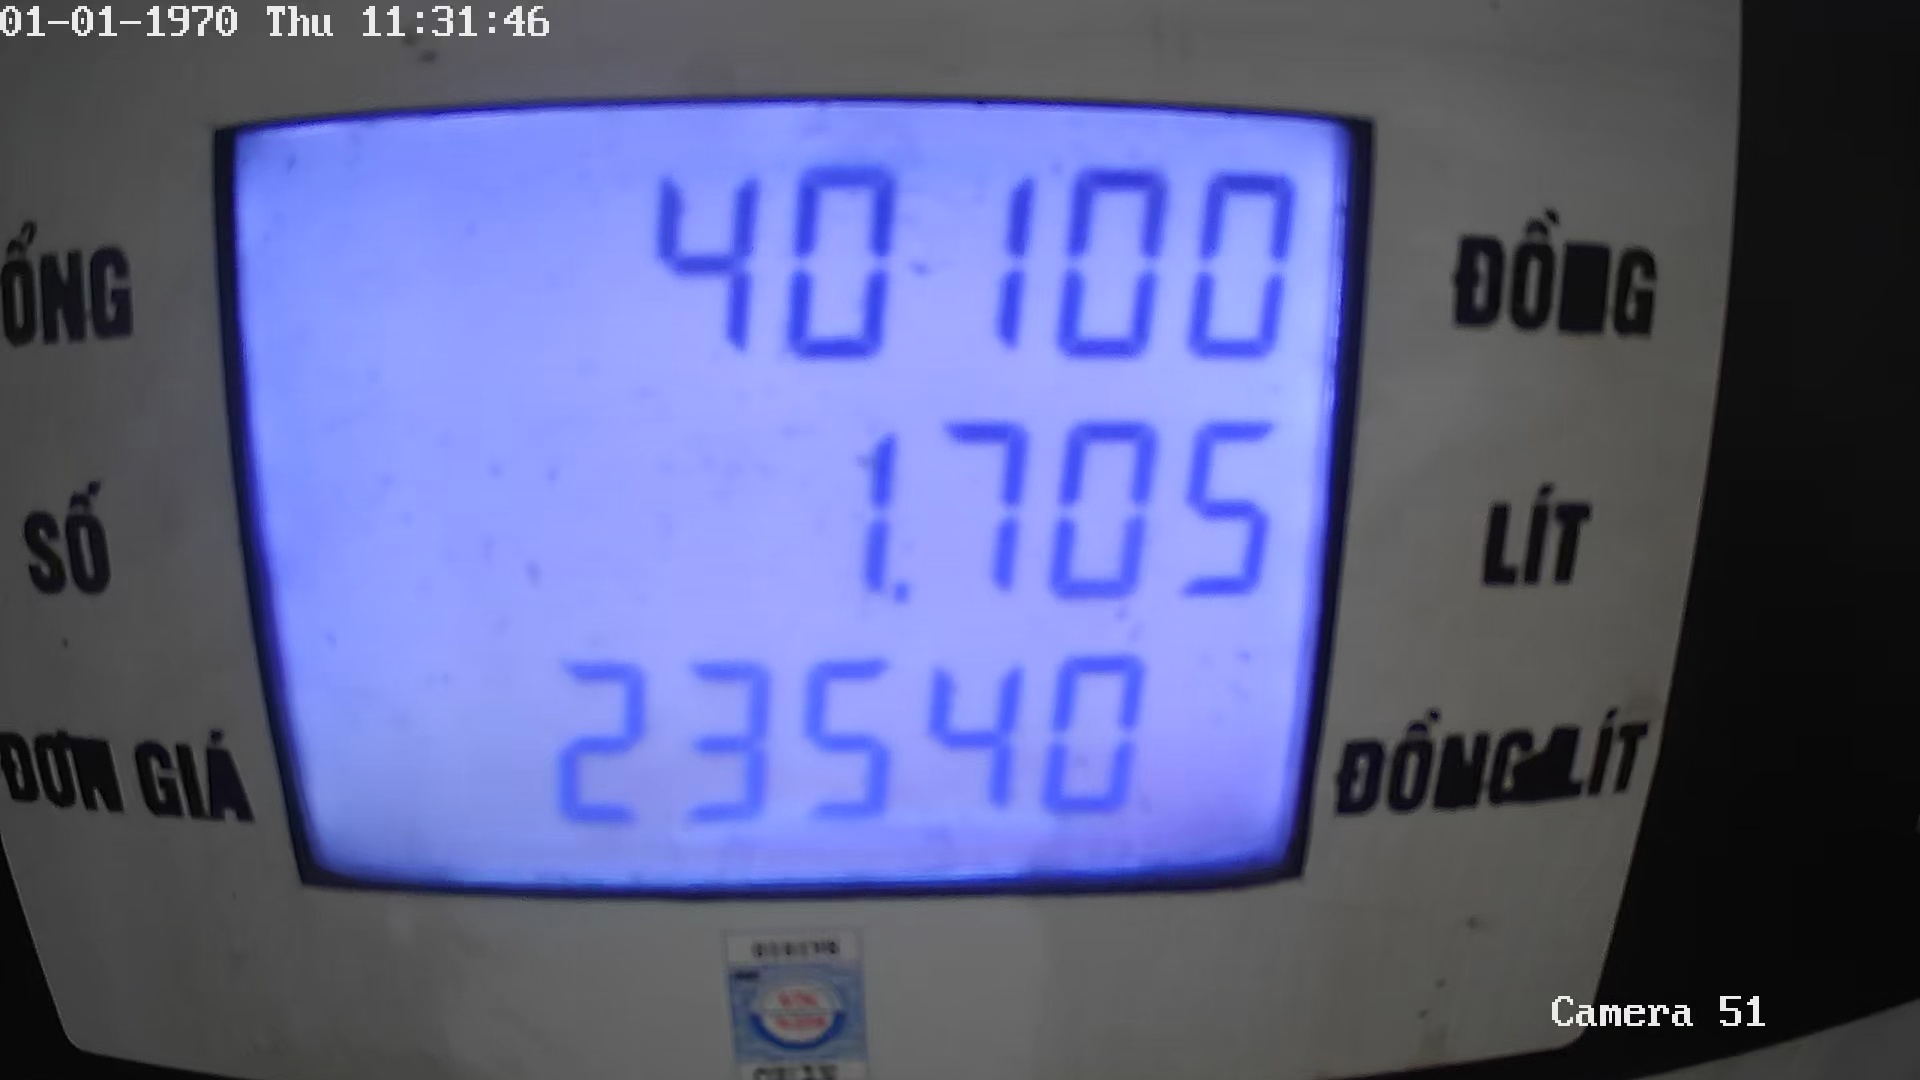 01-01-1970 Thu 11:31:46
40100 ĐỒNG
SỐ 1.705 LÍT
ĐƠN GIÁ 23540 ĐỒNG/LÍT
Camera 51